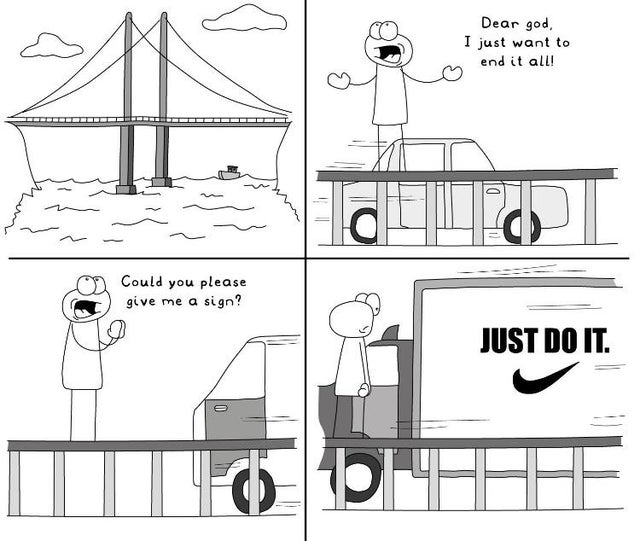 Dear god,
I just want to
end it all!
Could you please
give me a sign?
JUST DO IT.